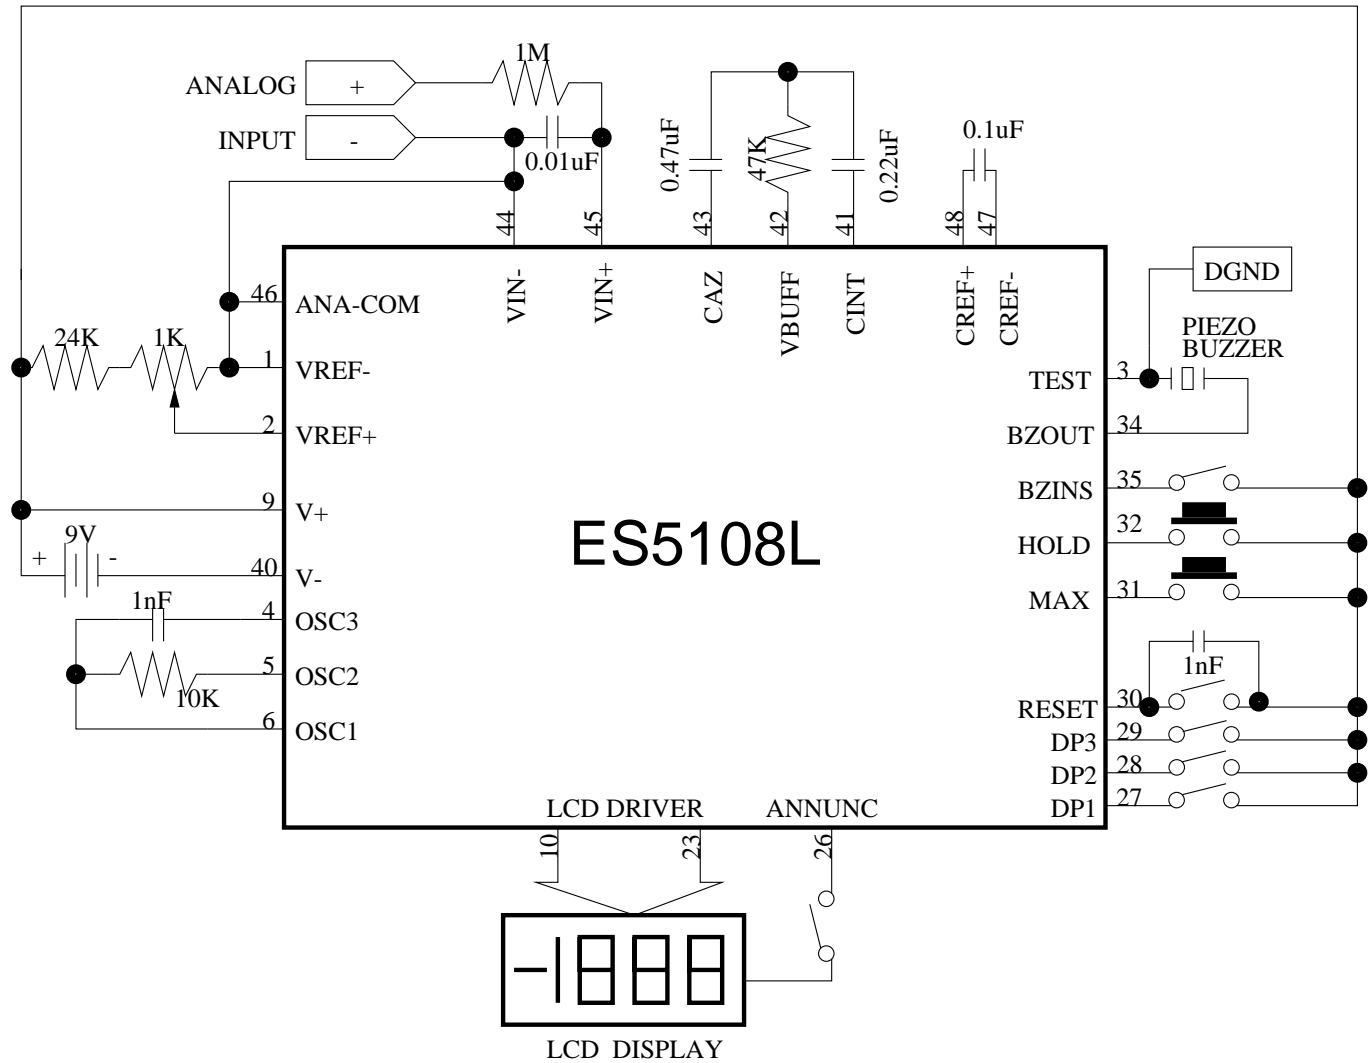 1M
ANALOG +
INPUT -
0.01uF
0.47uF
47K
0.22uF
0.1uF
44
45
43
42
41
48
47
VIN-
VIN+
CAZ
VBUFF
CINT
CREF+
CREF-
DGND
PIEZO
BUZZER
46 ANA-COM
24K
1K
1 VREF-
2 VREF+
9 V+
+ 9V -
40 V-
1nF
4 OSC3
5 OSC2
10K
6 OSC1
ES5108L
TEST 3
BZOUT 34
BZINS 35
HOLD 32
MAX 31
1nF
RESET 30
DP3 29
DP2 28
DP1 27
LCD DRIVER
ANNUNC
10
23
26
-1888
LCD DISPLAY